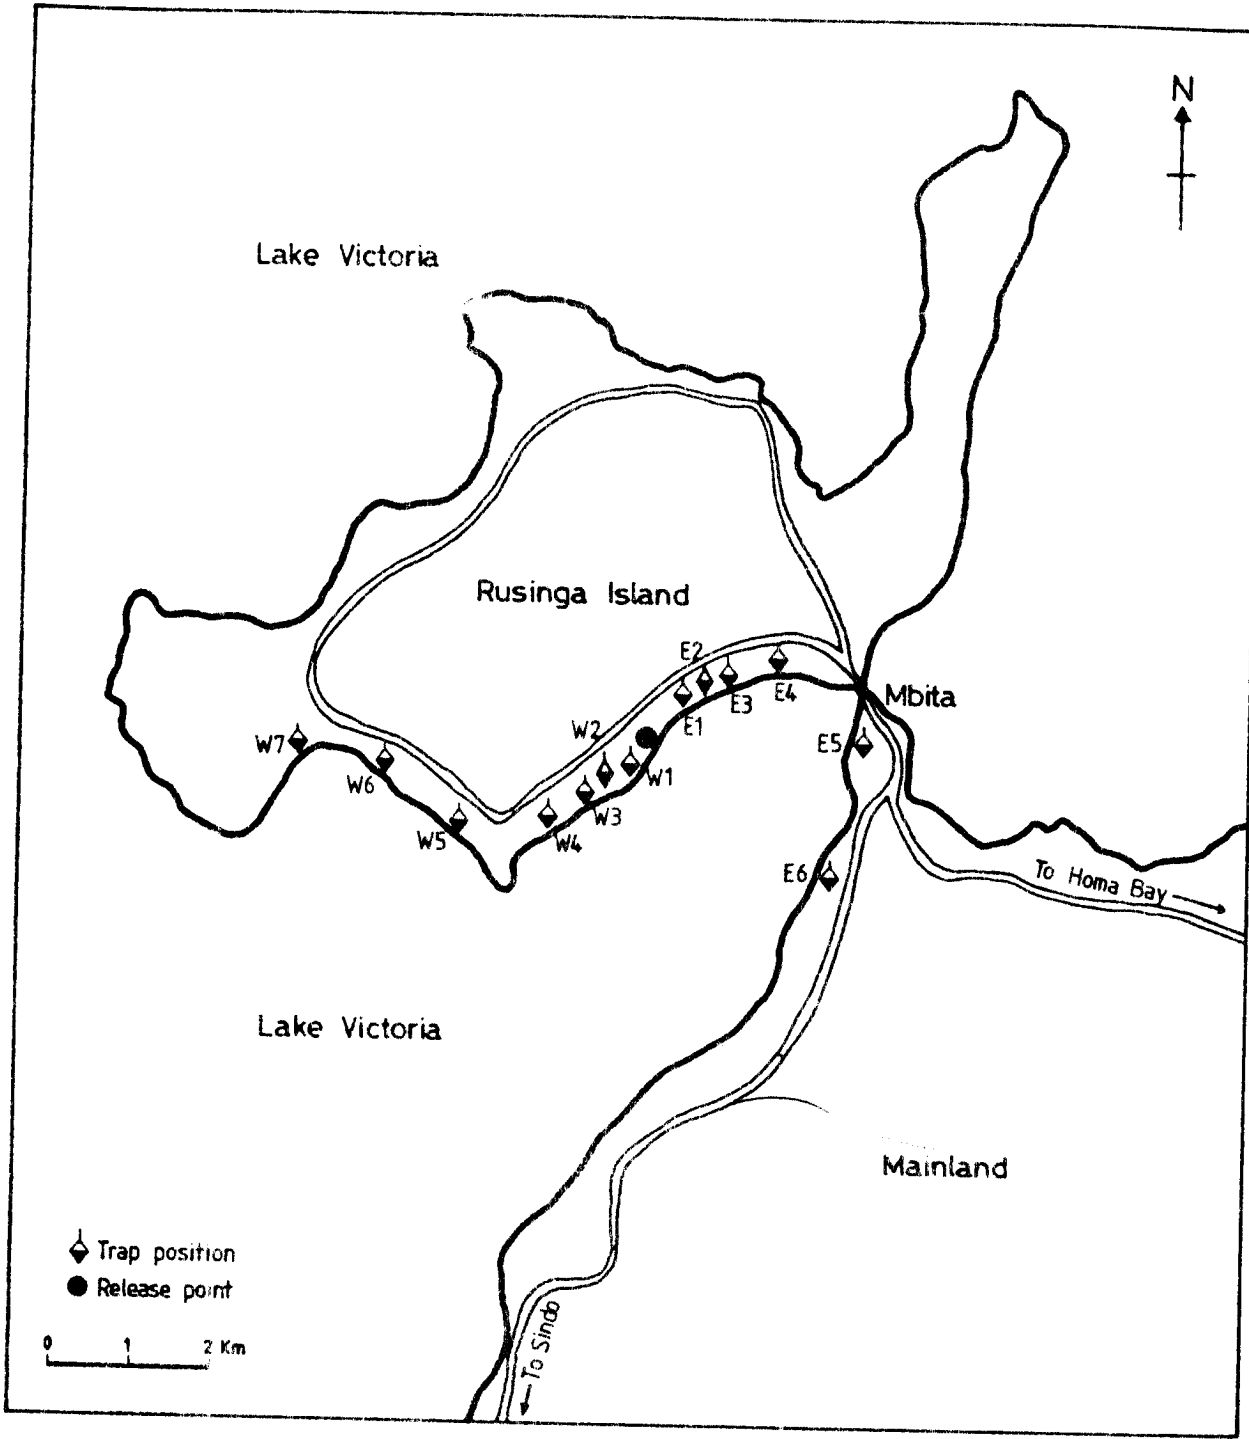 N
Lake Victoria
Rusinga Island
E2
E4
E3
E1
Mbita
W2
W7
E5
W1
W6
W3
W5
W4
E6
To Homa Bay
Lake Victoria
Mainland
Trap position
Release point
0 1 2 Km
To Sindo